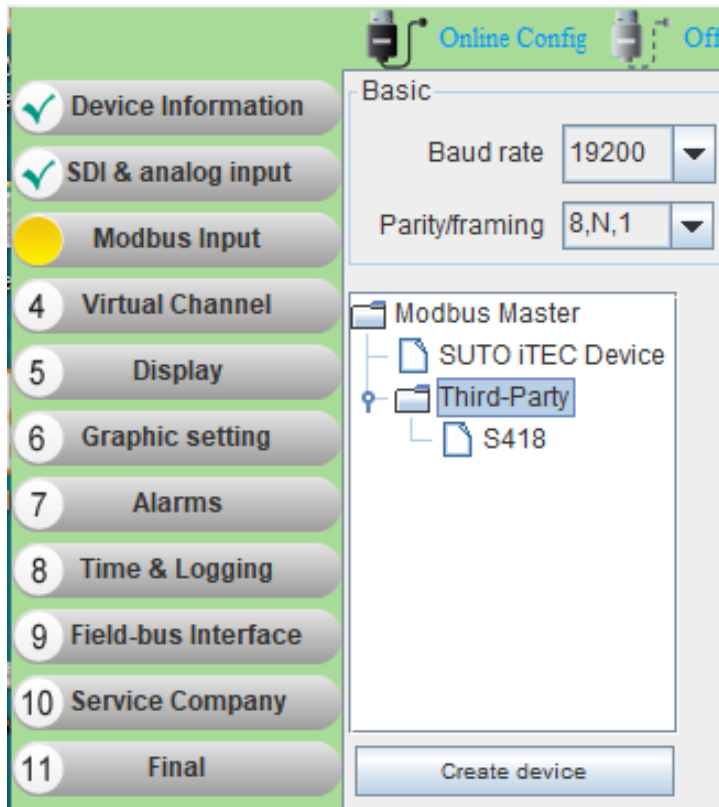 Online Config
Off
Device Information
SDI & analog input
Modbus Input
4 Virtual Channel
5 Display
6 Graphic setting
7 Alarms
8 Time & Logging
9 Field-bus Interface
10 Service Company
11 Final
Basic
Baud rate 19200
Parity/framing 8,N,1
Modbus Master
SUTO iTEC Device
Third-Party
S418
Create device